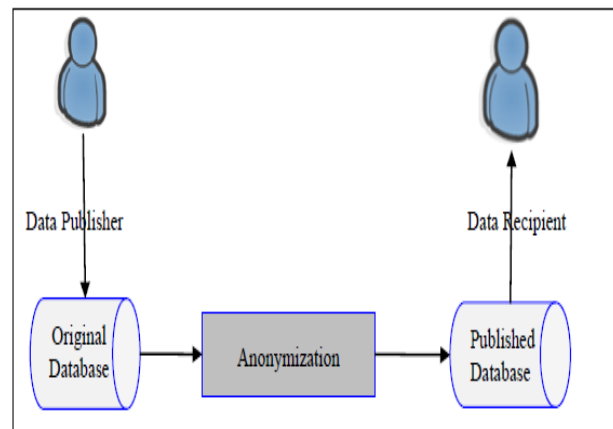 Data Publisher
Data Recipient
Original
Database
Anonymization
Published
Database